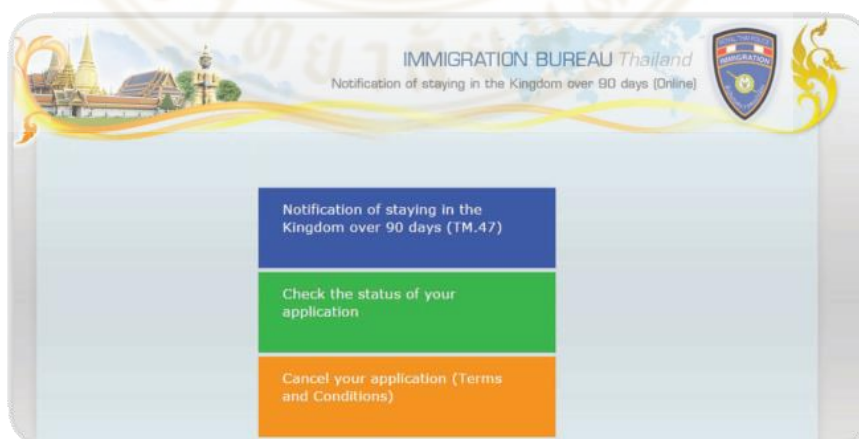 IMMIGRATION BUREAU Thailand
Notification of staying in the Kingdom over 90 days (Online)
IMMIGRATION
Notification of staying in the
Kingdom over 90 days (TM.47)
Check the status of your
application
Cancel your application (Terms
and Conditions)